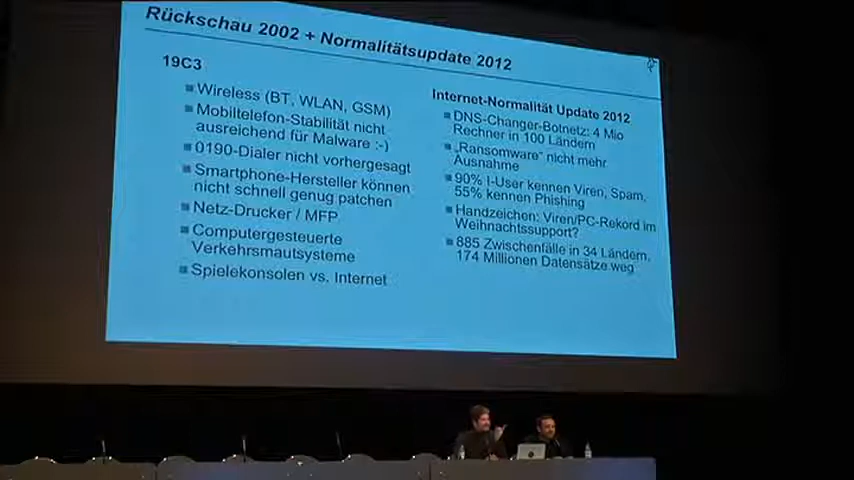 Rückschau 2002 + Normalitätsupdate 2012
19C3
Wireless (BT, WLAN, GSM)
Mobiltelefon-Stabilität nicht
ausreichend für Malware :-)
0190-Dialer nicht vorhergesagt
Smartphone-Hersteller können
nicht schnell genug patchen
Netz-Drucker / MFP
Computergesteuerte
Verkehrsmautsysteme
Spielekonsolen vs. Internet
Internet-Normalität Update 2012
DNS-Changer-Botnetz: 4 Mio
Rechner in 100 Ländern
„Ransomware“ nicht mehr
Ausnahme
90% I-User kennen Viren, Spam,
55% kennen Phishing
Handzeichen: Viren/PC-Rekord im
Weihnachtssupport?
885 Zwischenfälle in 34 Ländern,
174 Millionen Datensätze weg